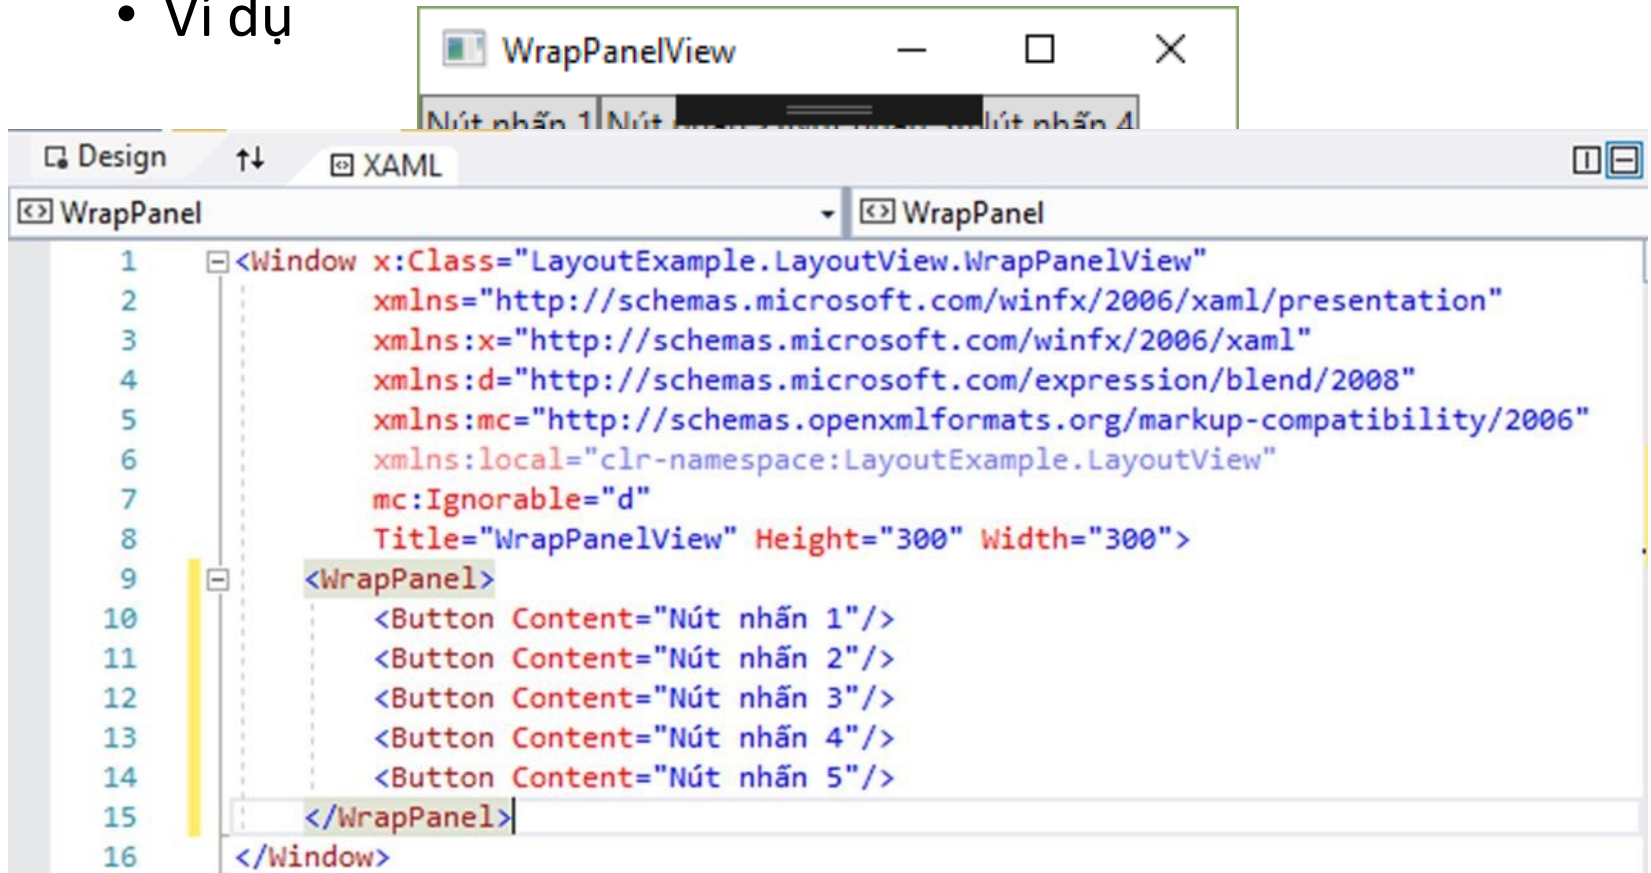 • Ví dụ
WrapPanelView
Nút nhấn 1 Nút nhấn 4
Design XAML
WrapPanel WrapPanel
1 <Window x:Class="LayoutExample.LayoutView.WrapPanelView"
2 xmlns="http://schemas.microsoft.com/winfx/2006/xaml/presentation"
3 xmlns:x="http://schemas.microsoft.com/winfx/2006/xaml"
4 xmlns:d="http://schemas.microsoft.com/expression/blend/2008"
5 xmlns:mc="http://schemas.openxmlformats.org/markup-compatibility/2006"
6 xmlns:local="clr-namespace:LayoutExample.LayoutView"
7 mc:Ignorable="d"
8 Title="WrapPanelView" Height="300" Width="300">
9 <WrapPanel>
10 <Button Content="Nút nhấn 1"/>
11 <Button Content="Nút nhấn 2"/>
12 <Button Content="Nút nhấn 3"/>
13 <Button Content="Nút nhấn 4"/>
14 <Button Content="Nút nhấn 5"/>
15 </WrapPanel>
16 </Window>